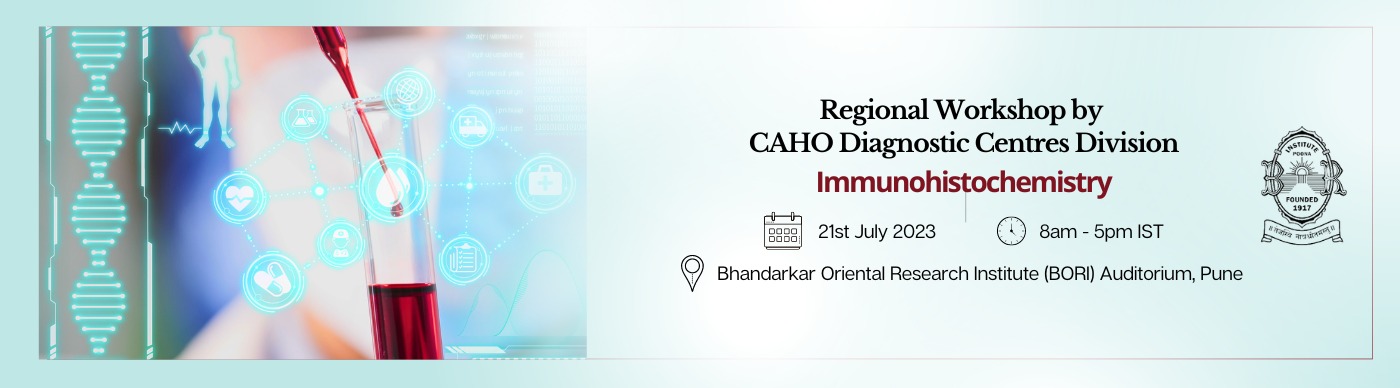 Regional Workshop by
CAHO Diagnostic Centres Division
Immunohistochemistry
21st July 2023
8am - 5pm IST
Bhandarkar Oriental Research Institute (BORI) Auditorium, Pune
INSTITUTE
POONA
FOUNDED
1917